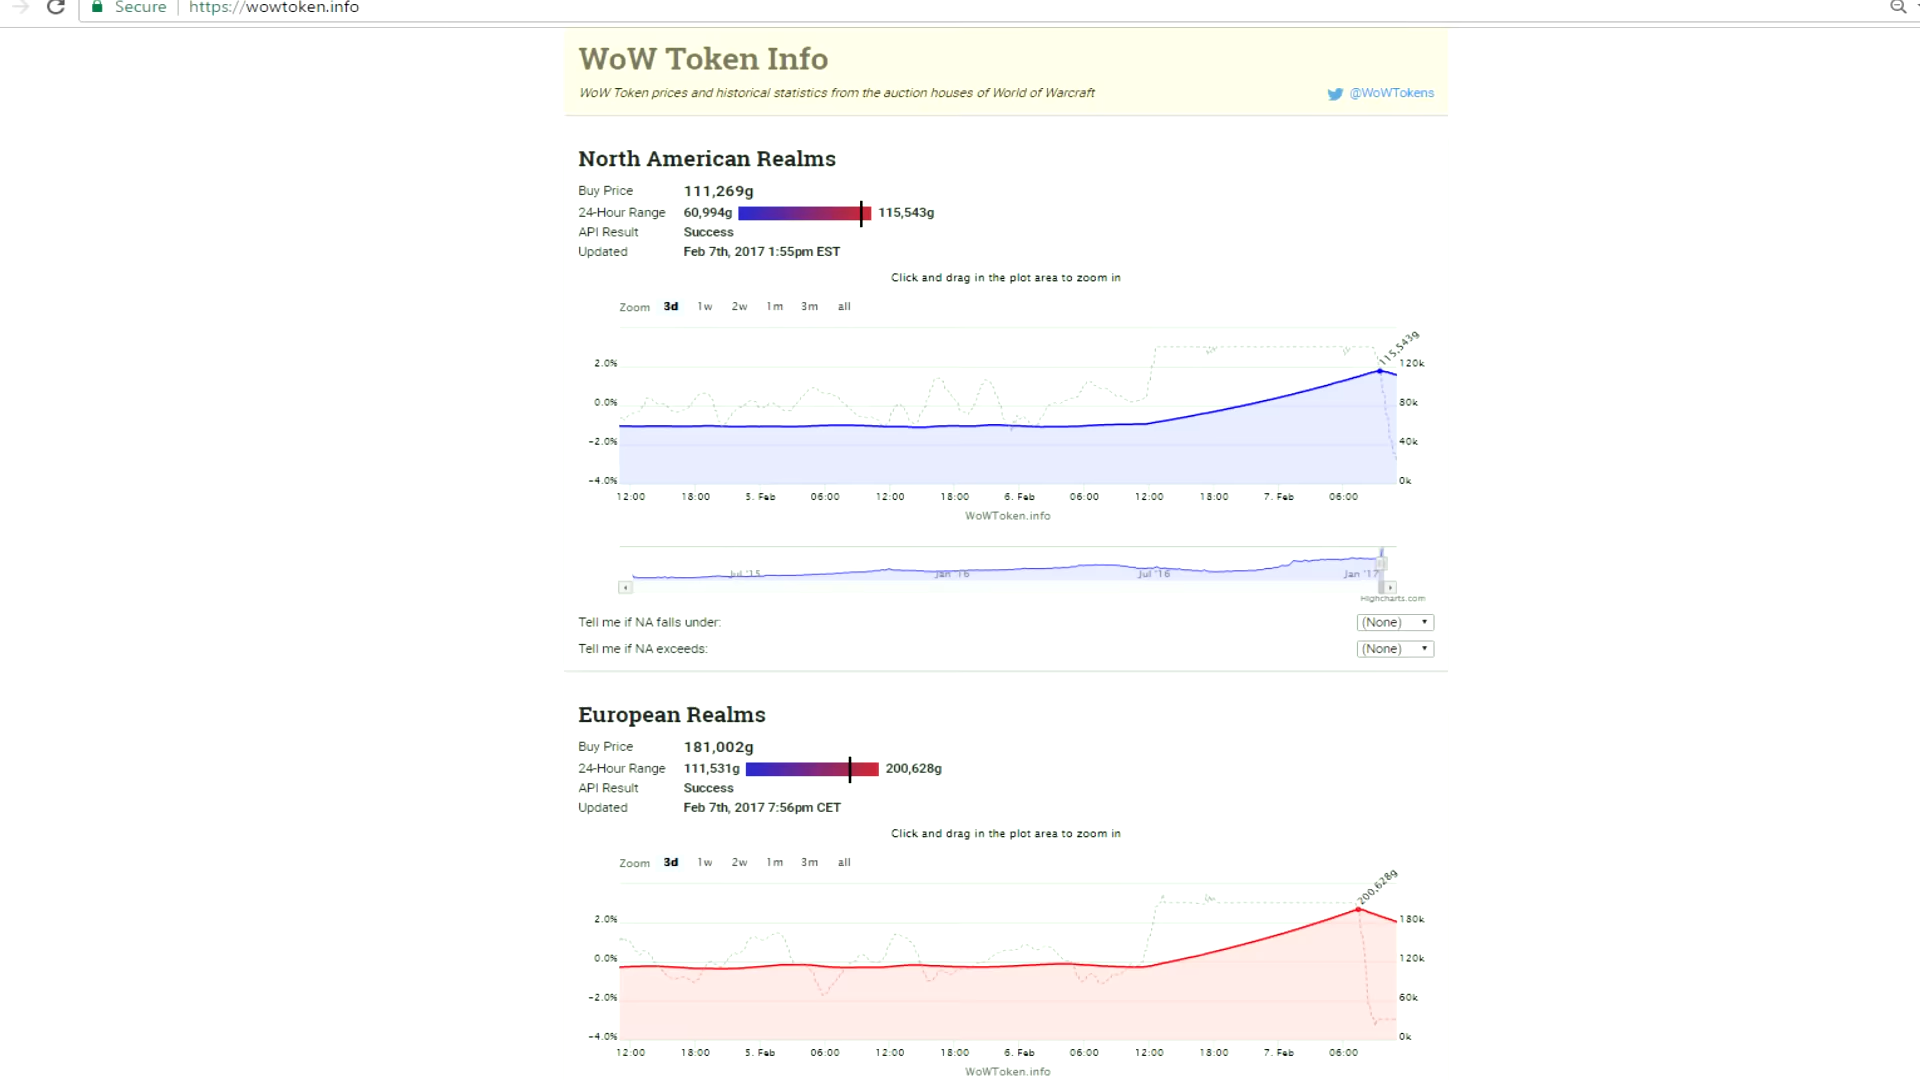 Secure | https://wowtoken.info
WoW Token Info
WoW Token prices and historical statistics from the auction houses of World of Warcraft
@WoWTokens
North American Realms
Buy Price 111,269g
24-Hour Range 60,994g 115,543g
API Result Success
Updated Feb 7th, 2017 1:55pm EST
Click and drag in the plot area to zoom in
Zoom 3d 1w 2w 1m 3m all
115,543g
2.0% 120k
0.0% 80k
-2.0% 40k
-4.0% 0k
12:00 18:00 5. Feb 06:00 12:00 18:00 6. Feb 06:00 12:00 18:00 7. Feb 06:00
WoWToken.info
Jul '15 Jan '16 Jul '16 Jan '17
Highcharts.com
Tell me if NA falls under: (None)
Tell me if NA exceeds: (None)
European Realms
Buy Price 181,002g
24-Hour Range 111,531g 200,628g
API Result Success
Updated Feb 7th, 2017 7:56pm CET
Click and drag in the plot area to zoom in
Zoom 3d 1w 2w 1m 3m all
200,628g
2.0% 180k
0.0% 120k
-2.0% 60k
-4.0% 0k
12:00 18:00 5. Feb 06:00 12:00 18:00 6. Feb 06:00 12:00 18:00 7. Feb 06:00
WoWToken.info